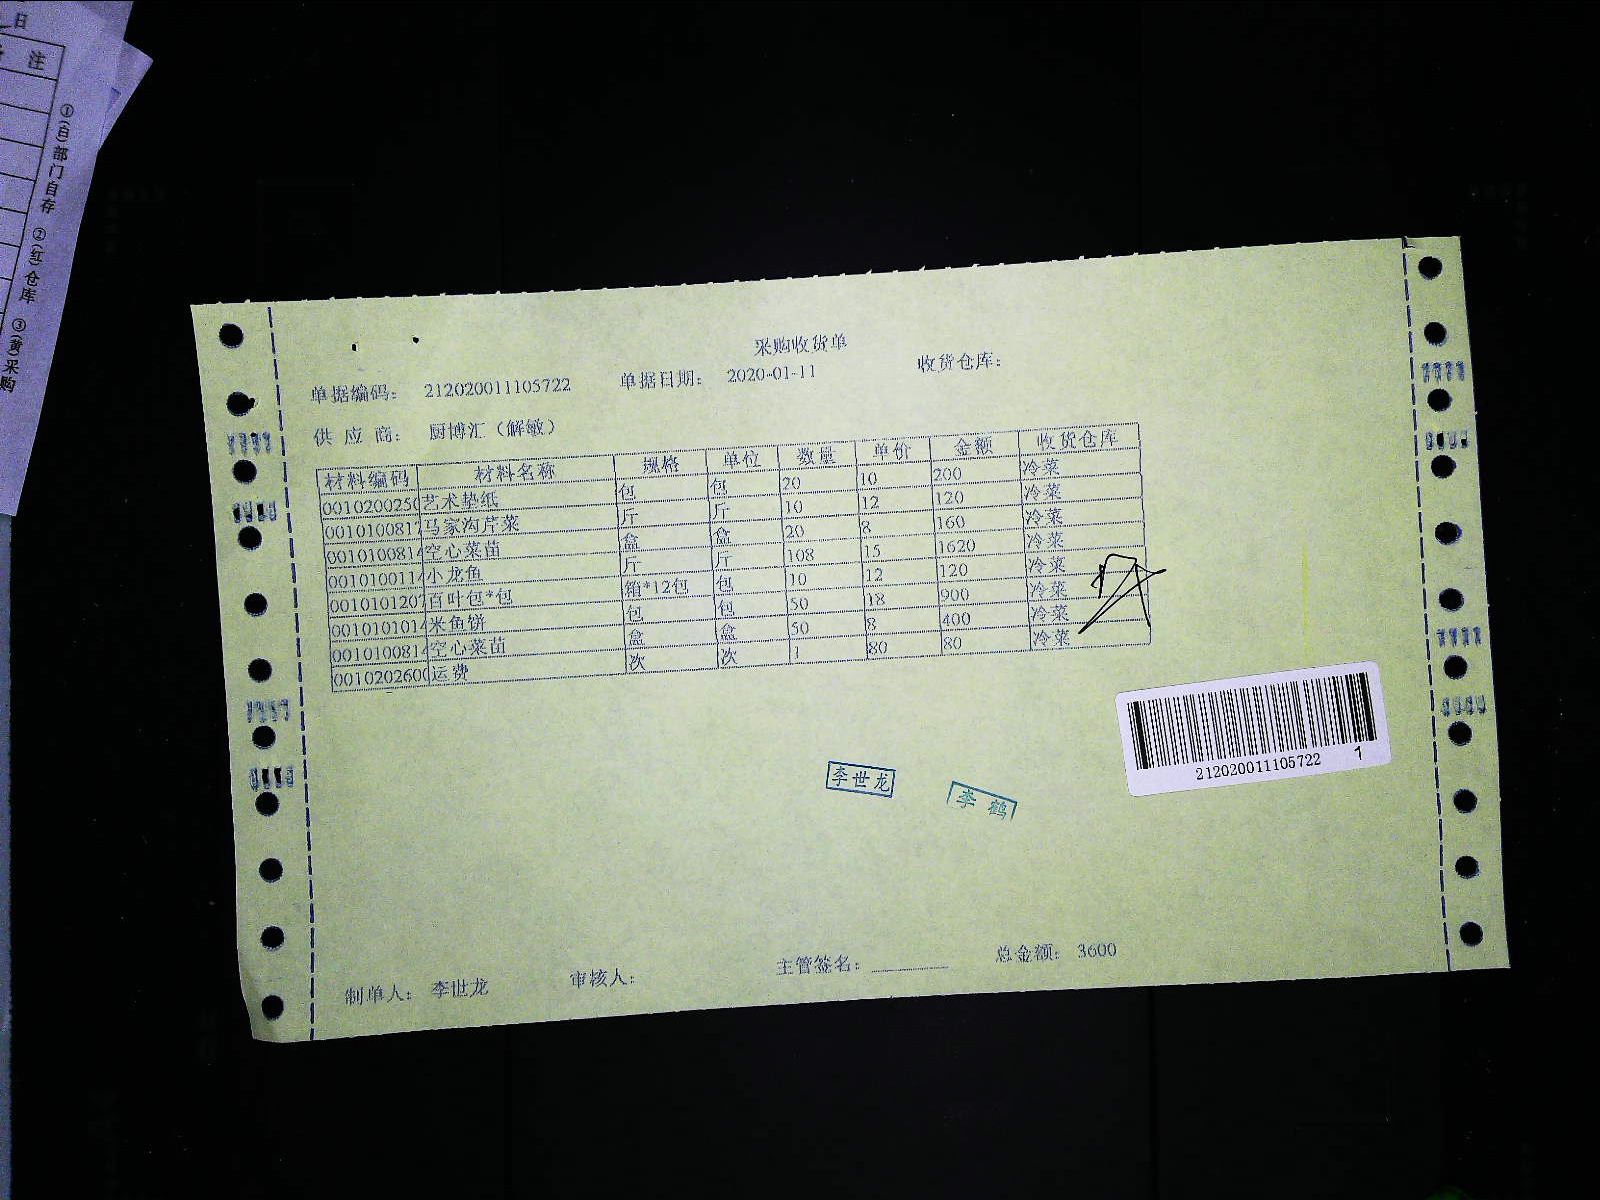 日
注
①(白)部门自存 ②(红)仓库 ③(黄)采购
采购收货单
单据编码: 212020011105722 单据日期: 2020-01-11 收货仓库:
供 应 商: 厨博汇（解敏）
材料编码 材料名称 规格 单位 数量 单价 金额 收货仓库
001020025 艺术垫纸 包 包 20 10 200 冷菜
001010081 马家沟芹菜 斤 斤 10 12 120 冷菜
001010081 空心菜苗 盒 盒 20 8 160 冷菜
001010011 小龙鱼 斤 斤 108 15 1620 冷菜
001010120 百叶包*包 箱*12包 包 10 12 120 冷菜
001010101 米鱼饼 包 包 50 18 900 冷菜
001010081 空心菜苗 盒 盒 50 8 400 冷菜
001020260 运费 次 次 1 80 80 冷菜
212020011105722 1
李世龙
李鹤
制单人: 李世龙 审核人: 主管签名: 总金额: 3600